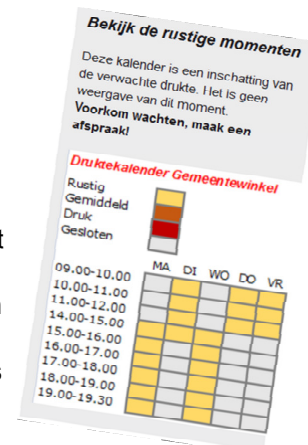 Bekijk de rustige momenten
Deze kalender is een inschatting van
de verwachte drukte. Het is geen
weergave van dit moment.
Voorkom wachten, maak een
afspraak!
Druktekalender Gemeentewinkel
Rustig
Gemiddeld
Druk
Gesloten
MA DI WO DO VR
09.00-10.00
10.00-11.00
11.00-12.00
14.00-15.00
15.00-16.00
16.00-17.00
17.00-18.00
18.00-19.00
19.00-19.30